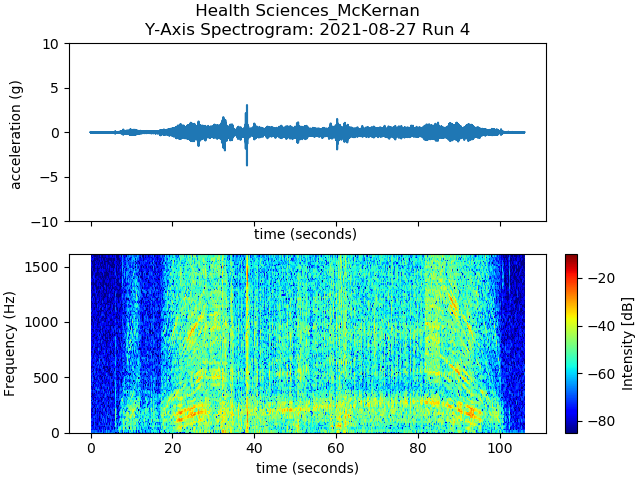 Health Sciences_McKernan
Y-Axis Spectrogram: 2021-08-27 Run 4
10
5
0
−5
−10
acceleration (g)
time (seconds)
1500
1000
500
0
Frequency (Hz)
0 20 40 60 80 100
time (seconds)
−20
−40
−60
−80
Intensity [dB]